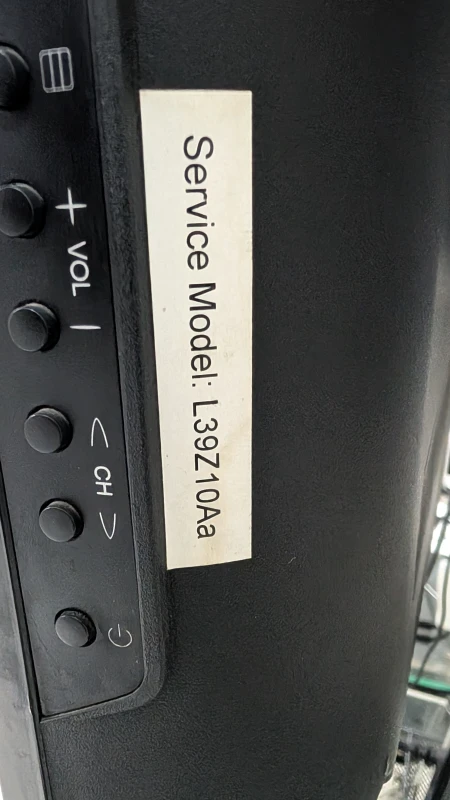 Service Model: L39Z10Aa
+ VOL -
< CH >